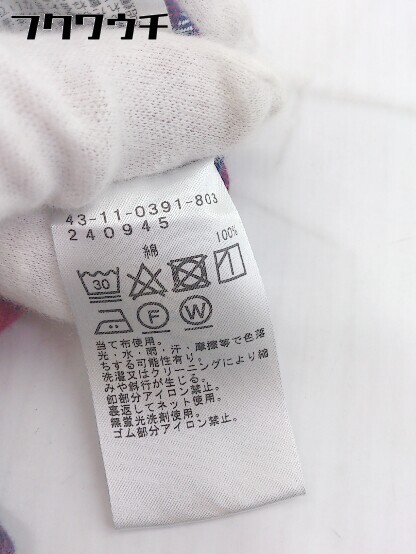 フクウウチ
43-11-0391-803
240945
綿
100%
30
F
W
当て布使用。
光・水・雨・汗・摩擦等で色落
ちする可能性有り。
洗濯又はクリーニングにより縮
みや斜行が生じる。
卸部分アイロン禁止。
裏返してネット使用。
無蛍光洗剤使用。
ゴム部分アイロン禁止。